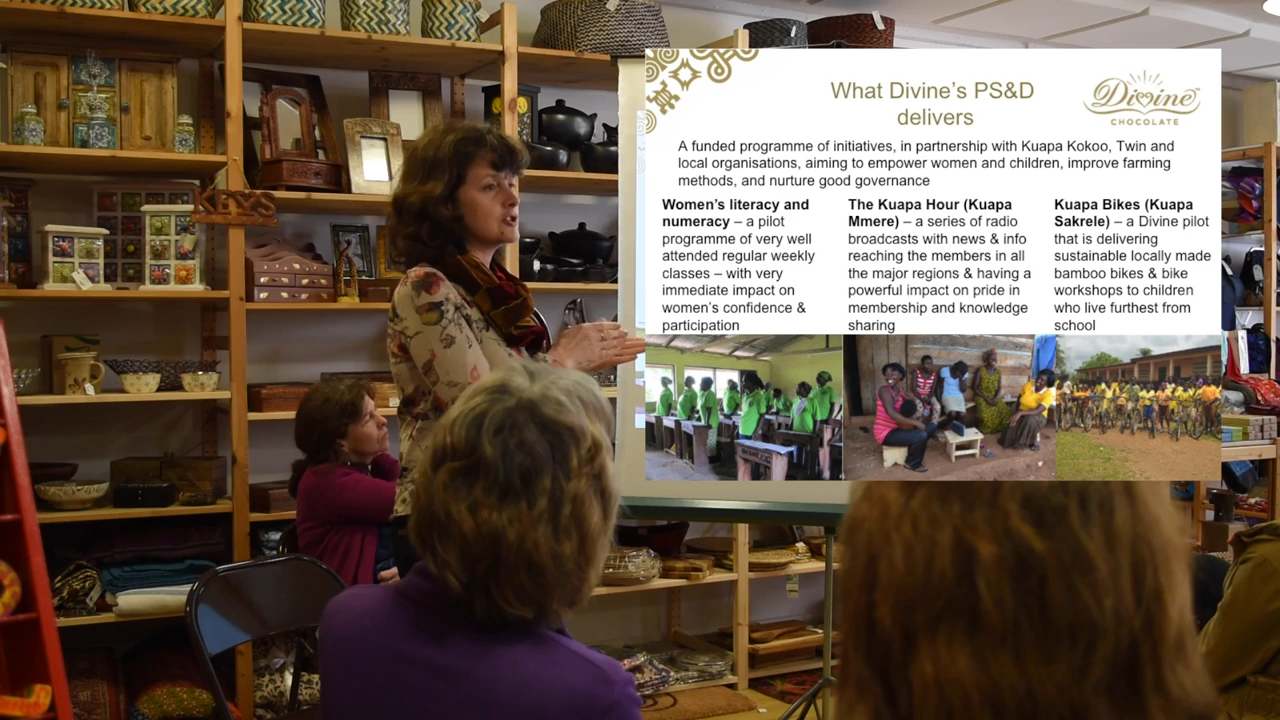 What Divine's PS&D
delivers
Divine
CHOCOLATE
A funded programme of initiatives, in partnership with Kuapa Kokoo, Twin and
local organisations, aiming to empower women and children, improve farming
methods, and nurture good governance
Women's literacy and
numeracy – a pilot
programme of very well
attended regular weekly
classes – with very
immediate impact on
women's confidence &
participation
The Kuapa Hour (Kuapa
Mmere) – a series of radio
broadcasts with news & info
reaching the members in all
the major regions & having a
powerful impact on pride in
membership and knowledge
sharing
Kuapa Bikes (Kuapa
Sakrele) – a Divine pilot
that is delivering
sustainable locally made
bamboo bikes & bike
workshops to children
who live furthest from
school
KEYS